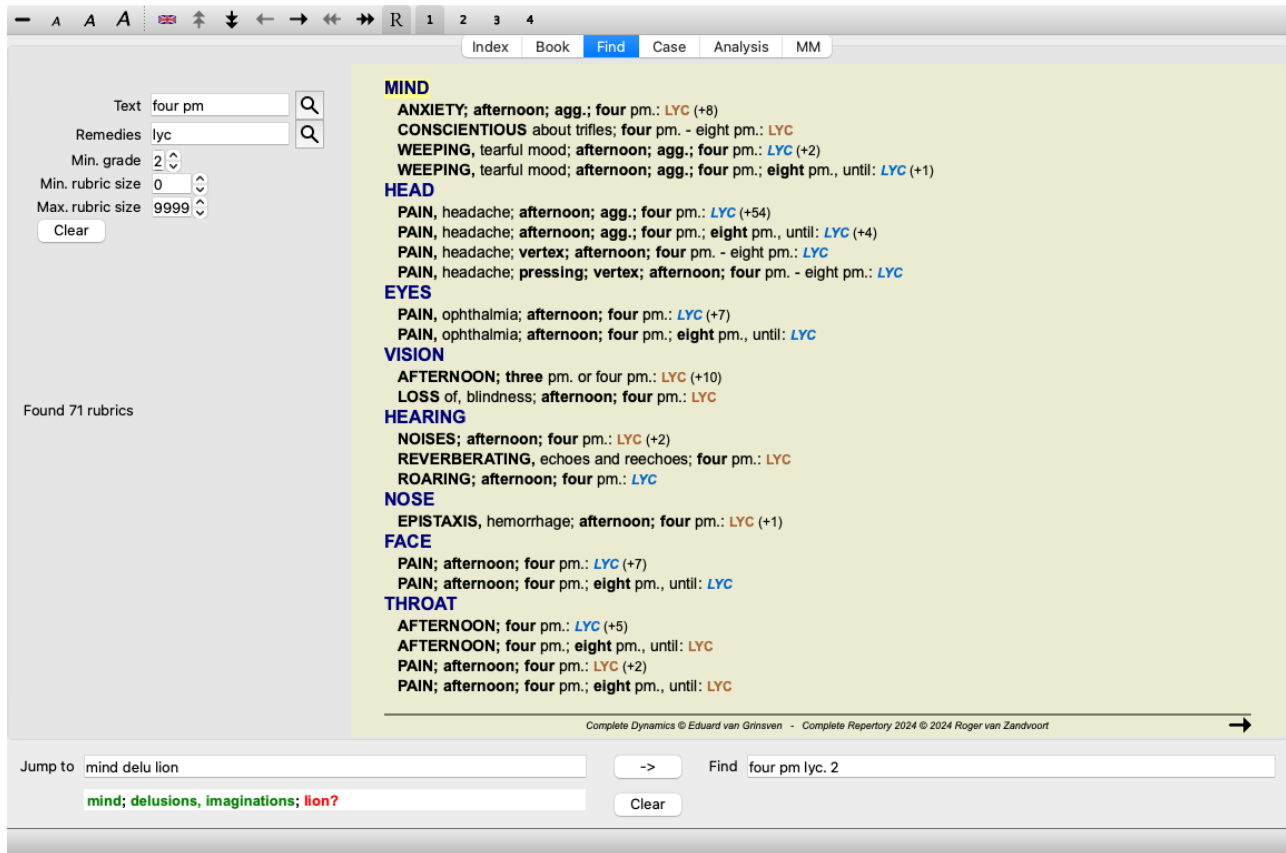 A A A R 1 2 3 4
Index Book Find Case Analysis MM
Text four pm
Remedies lyc
Min. grade 2
Min. rubric size 0
Max. rubric size 9999
Clear
Found 71 rubrics
MIND
ANXIETY; afternoon; agg.; four pm.: LYC (+8)
CONSCIENTIOUS about trifles; four pm. - eight pm.: LYC
WEEPING, tearful mood; afternoon; agg.; four pm.: LYC (+2)
WEEPING, tearful mood; afternoon; agg.; four pm.; eight pm., until: LYC (+1)
HEAD
PAIN, headache; afternoon; agg.; four pm.: LYC (+54)
PAIN, headache; afternoon; agg.; four pm.; eight pm., until: LYC (+4)
PAIN, headache; vertex; afternoon; four pm. - eight pm.: LYC
PAIN, headache; pressing; vertex; afternoon; four pm. - eight pm.: LYC
EYES
PAIN, ophthalmia; afternoon; four pm.: LYC (+7)
PAIN, ophthalmia; afternoon; four pm.; eight pm., until: LYC
VISION
AFTERNOON; three pm. or four pm.: LYC (+10)
LOSS of, blindness; afternoon; four pm.: LYC
HEARING
NOISES; afternoon; four pm.: LYC (+2)
REVERBERATING, echoes and reechoes; four pm.: LYC
ROARING; afternoon; four pm.: LYC
NOSE
EPISTAXIS, hemorrhage; afternoon; four pm.: LYC (+1)
FACE
PAIN; afternoon; four pm.: LYC (+7)
PAIN; afternoon; four pm.; eight pm., until: LYC
THROAT
AFTERNOON; four pm.: LYC (+5)
AFTERNOON; four pm.; eight pm., until: LYC
PAIN; afternoon; four pm.: LYC (+2)
PAIN; afternoon; four pm.; eight pm., until: LYC
Complete Dynamics © Eduard van Grinsven - Complete Repertory 2024 © 2024 Roger van Zandvoort
Jump to mind delu lion -> Find four pm lyc. 2
mind; delusions, imaginations; lion? Clear